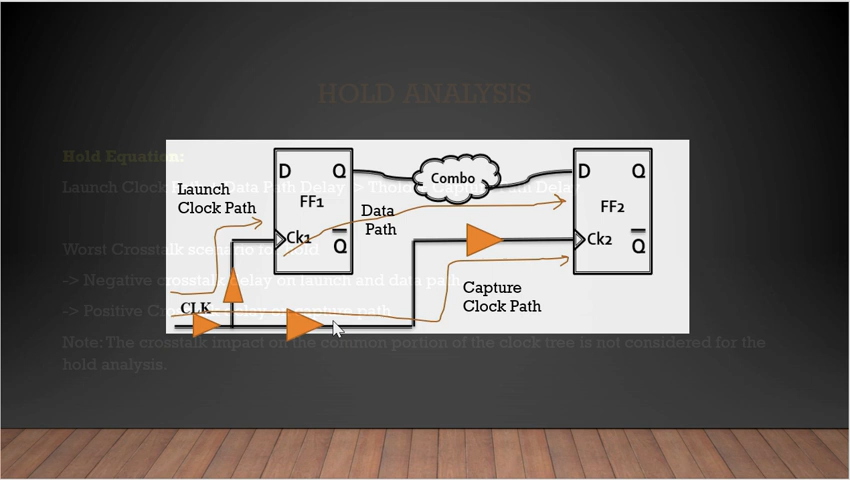 HOLD ANALYSIS
Hold Equation:
Launch Clock Data Path Delay > Thold Capture Delay
D Q
FF1
Ck1
Q
Combo
D Q
FF2
Ck2
Q
Launch
Clock Path
Data
Path
Capture
Clock Path
CLK
Worst Crosstalk scenario for hold
-> Negative crosstalk delay on launch and data path
-> Positive Crosstalk delay on capture path
Note: The crosstalk impact on the common portion of the clock tree is not considered for the
hold analysis.